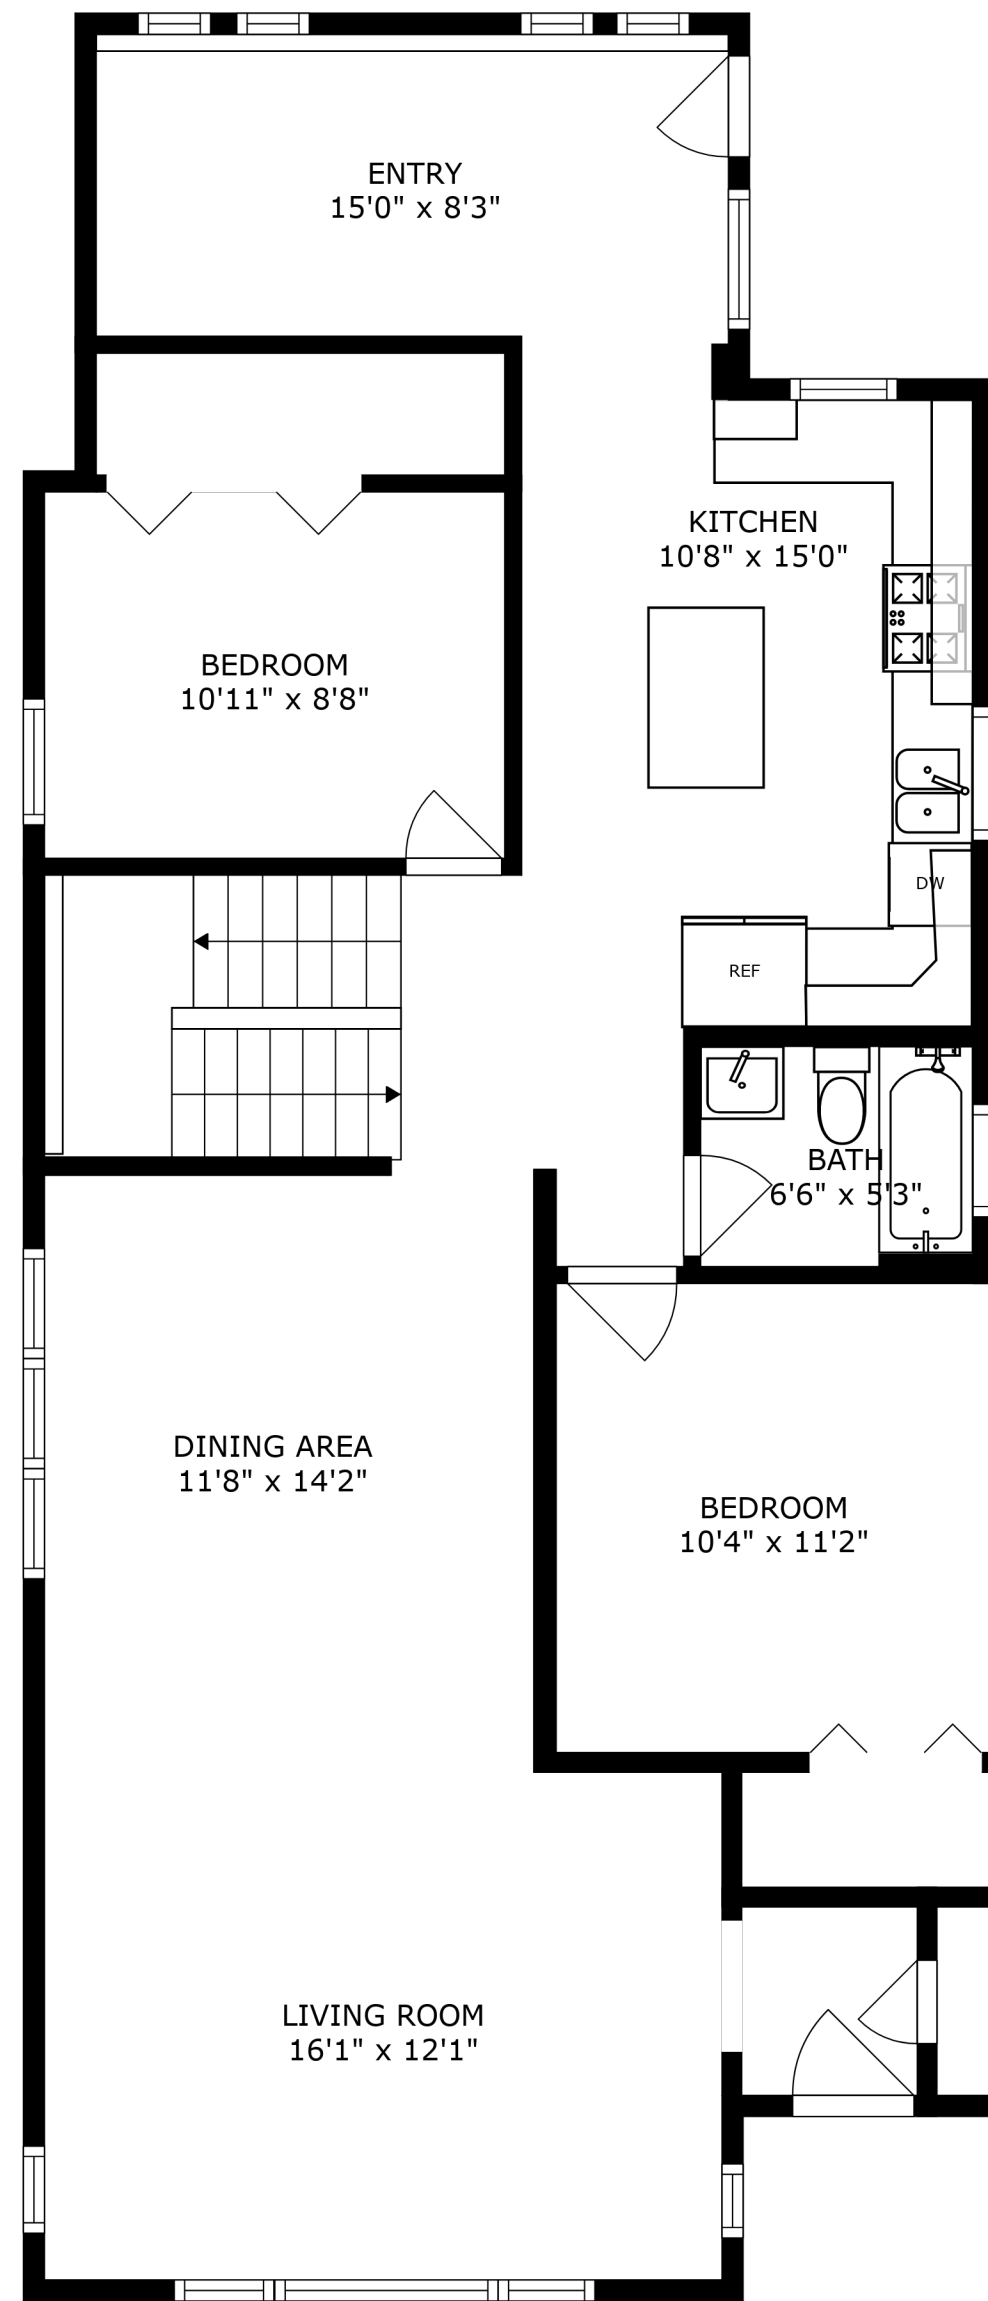 ENTRY
15'0" x 8'3"
KITCHEN
10'8" x 15'0"
BEDROOM
10'11" x 8'8"
DW
REF
BATH
6'6" x 5'3"
DINING AREA
11'8" x 14'2"
BEDROOM
10'4" x 11'2"
LIVING ROOM
16'1" x 12'1"